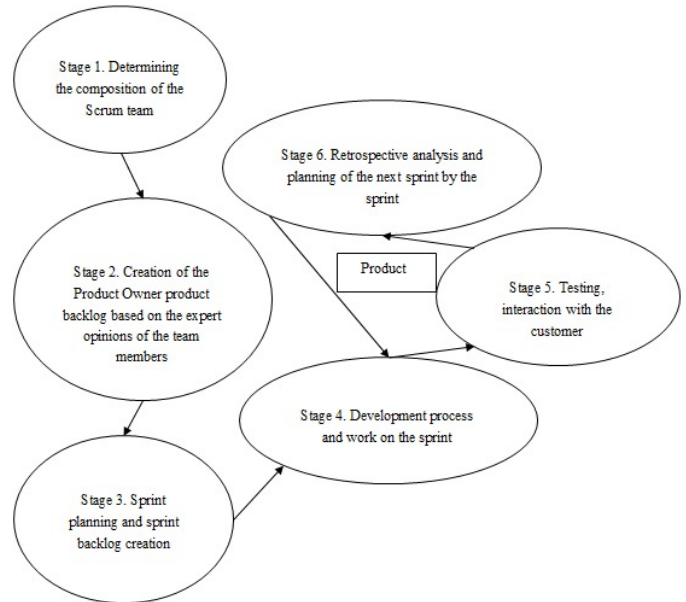 Stage 1. Determining
the composition of the
Scrum team
Stage 2. Creation of the
Product Owner product
backlog based on the expert
opinions of the team
members
Stage 3. Sprint
planning and sprint
backlog creation
Stage 4. Development process
and work on the sprint
Stage 5. Testing,
interaction with the
customer
Stage 6. Retrospective analysis and
planning of the next sprint by the
sprint
Product